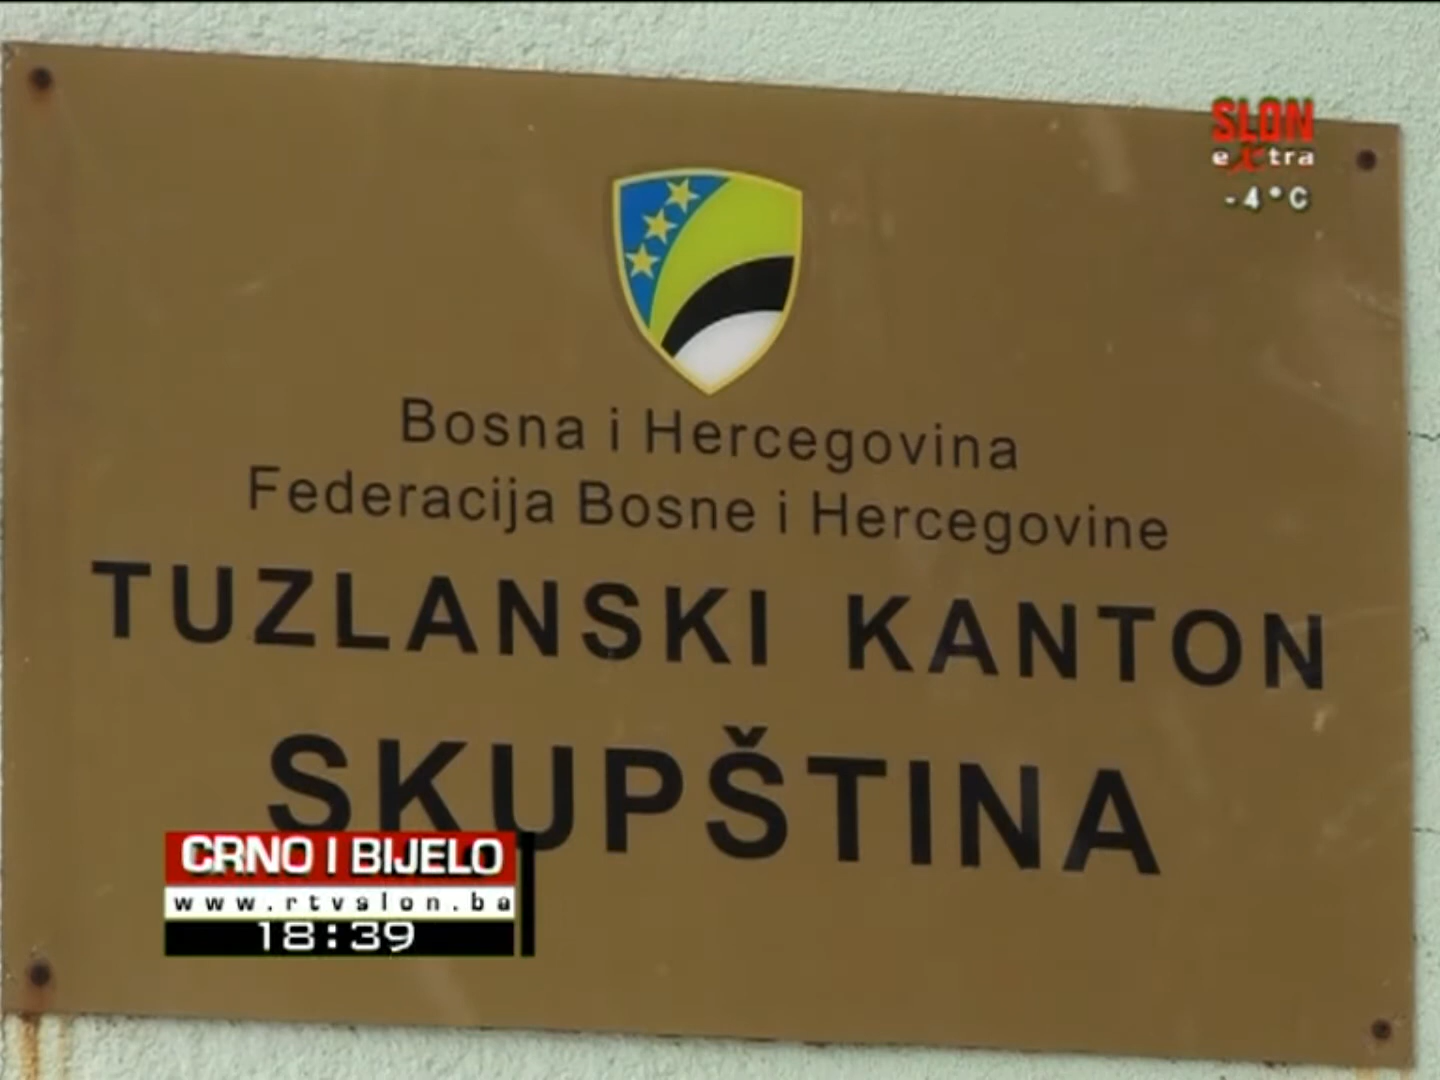 SLON
extra
-4°C
Bosna i Hercegovina
Federacija Bosne i Hercegovine
TUZLANSKI KANTON
SKUPŠTINA
CRNO I BIJELO
www.rtvslon.ba
18:39